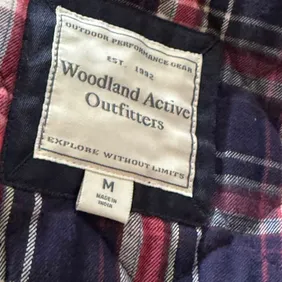 OUTDOOR PERFORMANCE GEAR
EST. 1992
Woodland Active
Outfitters
EXPLORE WITHOUT LIMITS
M
MADE IN
INDIA